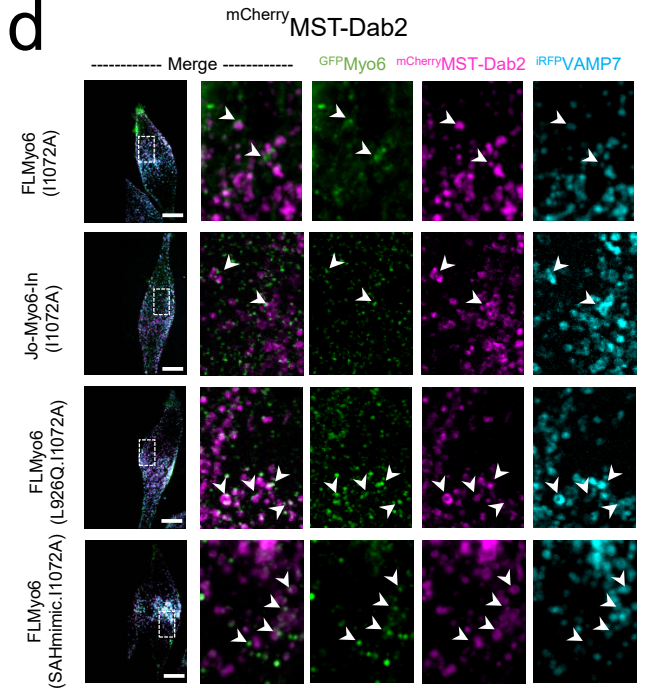 d
mCherryMST-Dab2
------------ Merge ------------ GFPMyo6 mCherryMST-Dab2 iRFPVAMP7
FLMyo6
(I1072A)
Jo-Myo6-In
(I1072A)
FLMyo6
(L926Q.I1072A)
FLMyo6
(SAHmimic.I1072A)